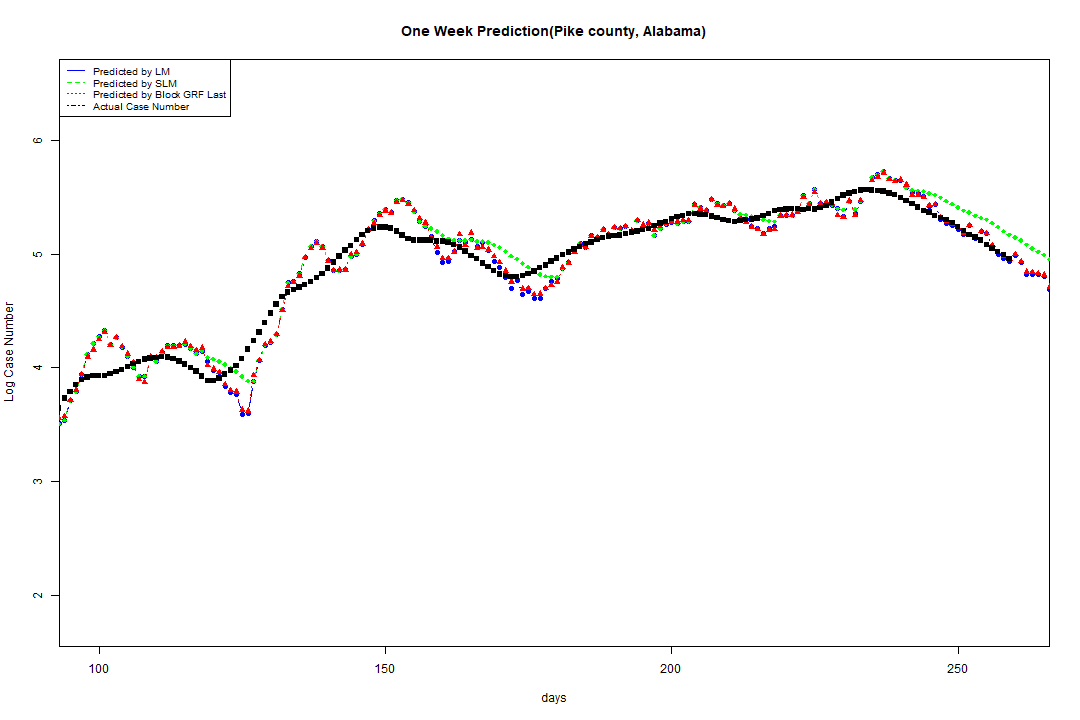 One Week Prediction(Pike county, Alabama)
Predicted by LM
Predicted by SLM
Predicted by Block GRF Last
Actual Case Number
6
5
4
3
2
Log Case Number
100
150
200
250
days